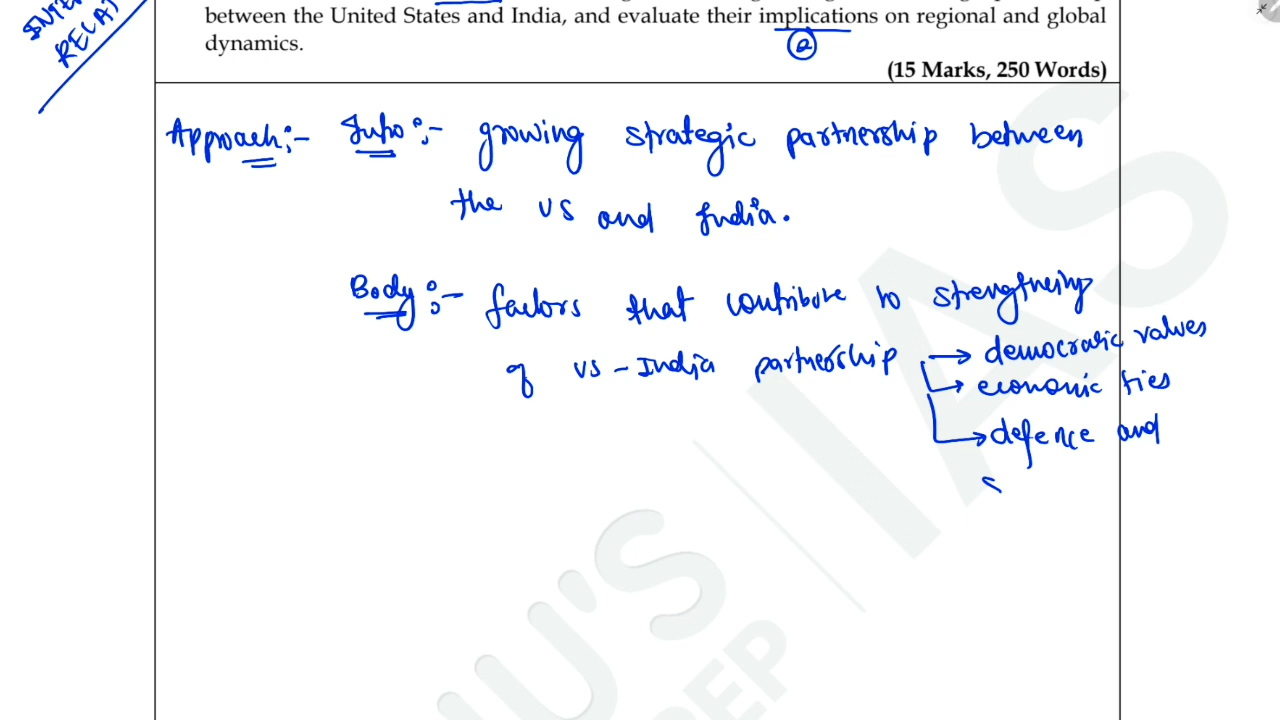 between the United States and India, and evaluate their implications on regional and global
dynamics.
(15 Marks, 250 Words)
Approach:- Intro:- growing strategic partnership between
the US and India.
Body:- factors that contribute to strengthening
of US-India partnership → democratic values
→ economic ties
→ defence and
U'S IAS
EP